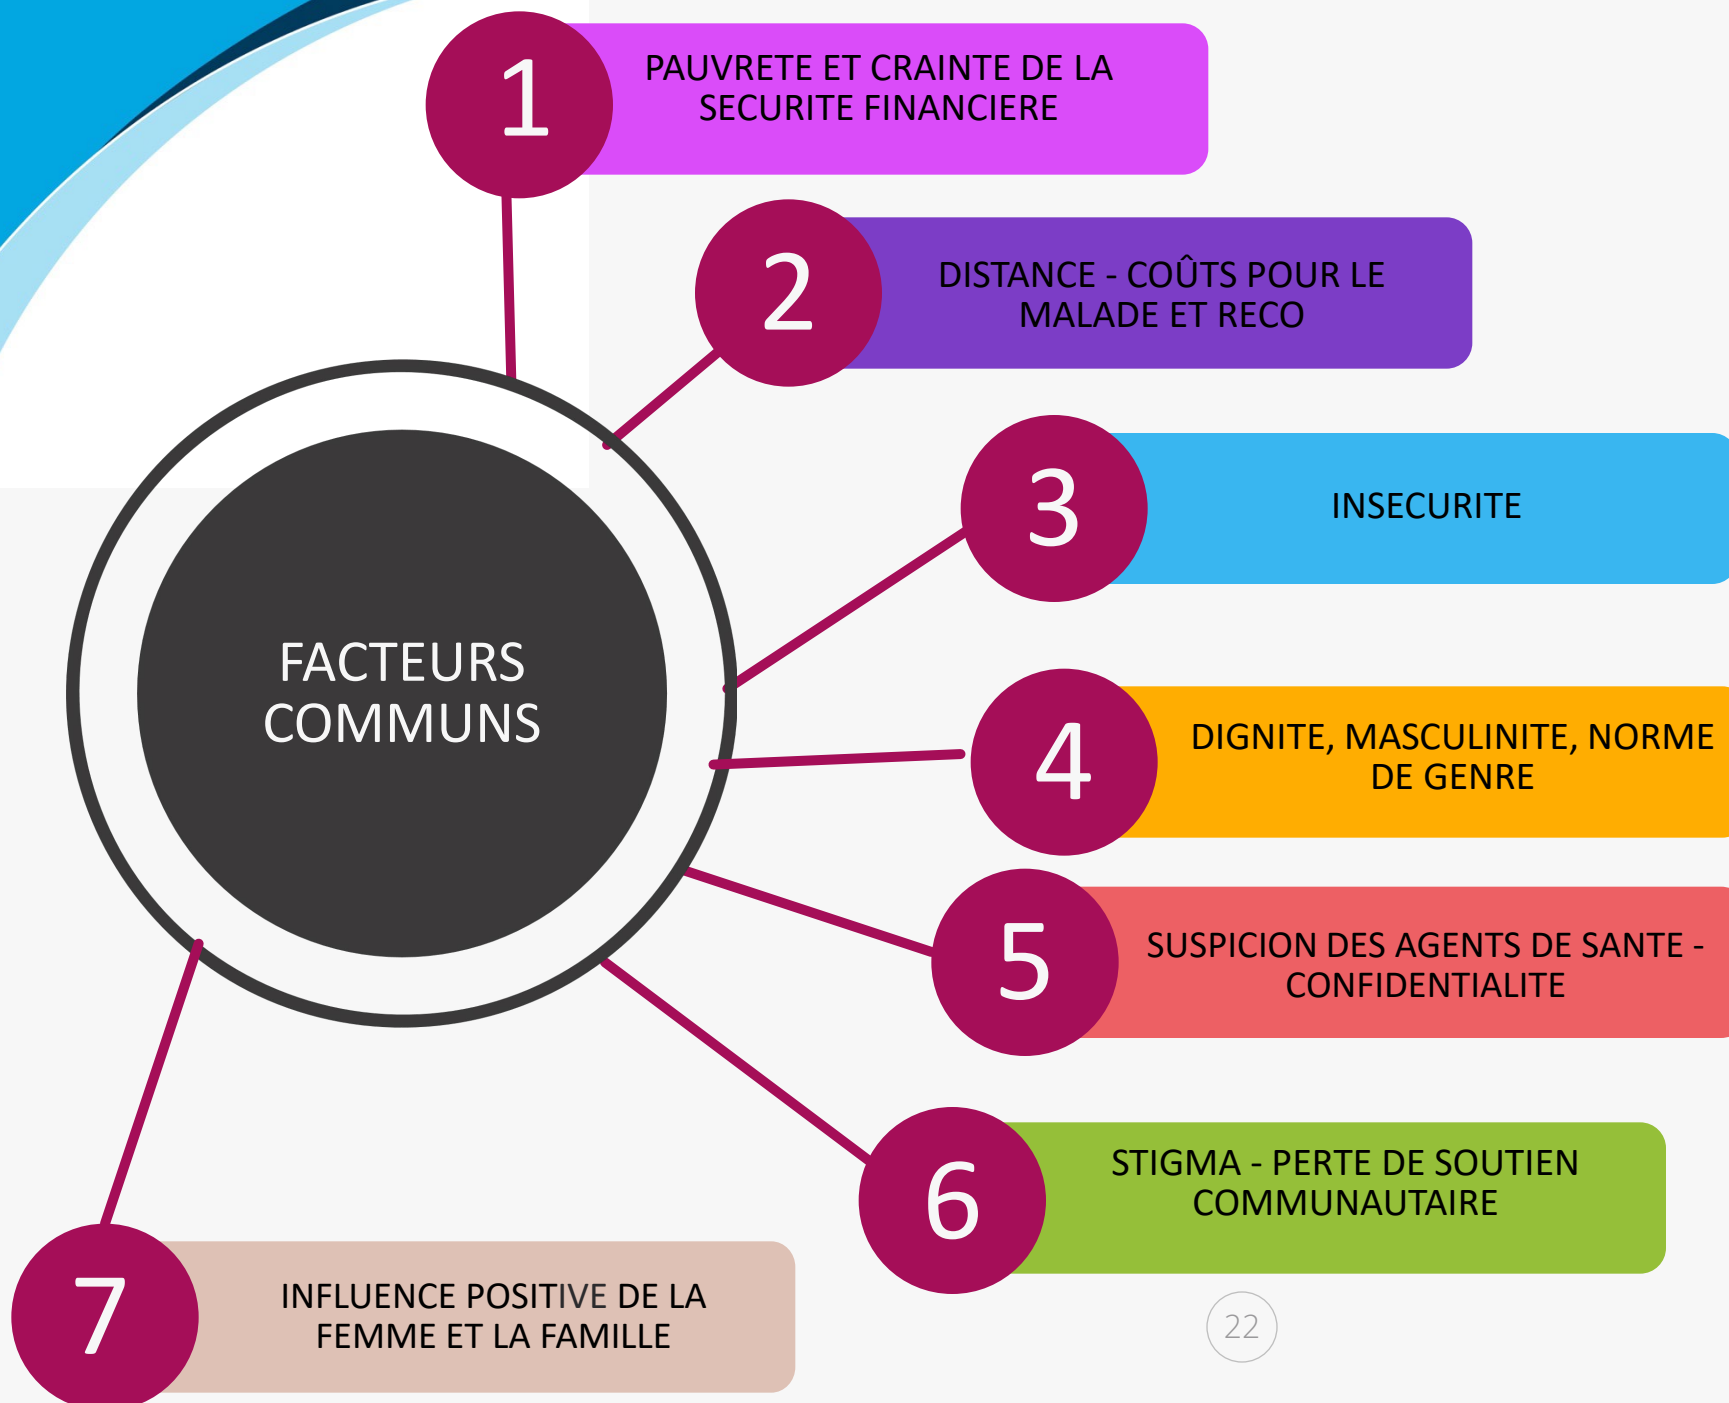 1
PAUVRETE ET CRAINTE DE LA
SECURITE FINANCIERE
2
DISTANCE - COÛTS POUR LE
MALADE ET RECO
3
INSECURITE
FACTEURS
COMMUNS
4
DIGNITE, MASCULINITE, NORME
DE GENRE
5
SUSPICION DES AGENTS DE SANTE -
CONFIDENTIALITE
6
STIGMA - PERTE DE SOUTIEN
COMMUNAUTAIRE
7
INFLUENCE POSITIVE DE LA
FEMME ET LA FAMILLE
22